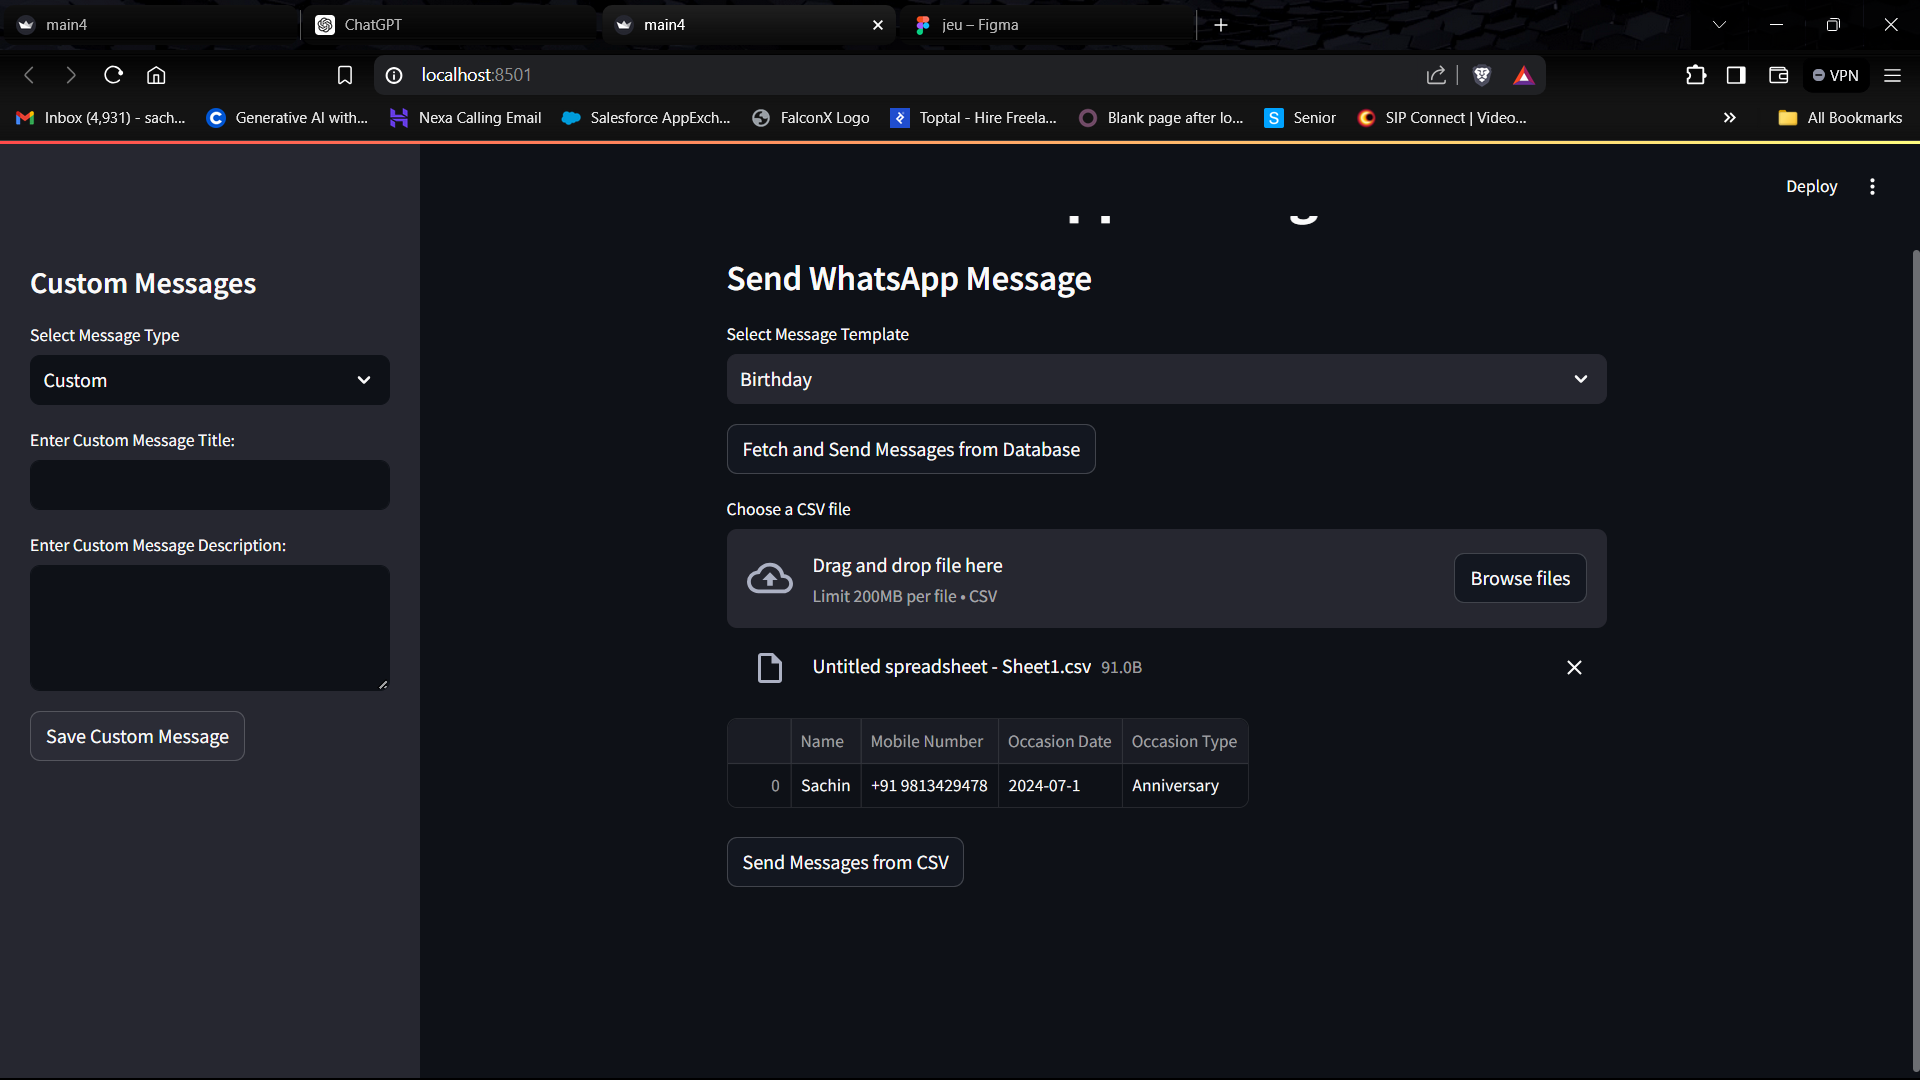 main4
ChatGPT
main4
jeu – Figma
localhost:8501
VPN
Inbox (4,931) - sach...
Generative AI with...
Nexa Calling Email
Salesforce AppExch...
FalconX Logo
Toptal - Hire Freela...
Blank page after lo...
S
Senior
SIP Connect | Video...
All Bookmarks
Deploy
Custom Messages
Select Message Type
Custom
Enter Custom Message Title:
Enter Custom Message Description:
Save Custom Message
Send WhatsApp Message
Select Message Template
Birthday
Fetch and Send Messages from Database
Choose a CSV file
Drag and drop file here
Limit 200MB per file • CSV
Browse files
Untitled spreadsheet - Sheet1.csv 91.0B
Name Mobile Number Occasion Date Occasion Type
0 Sachin +91 9813429478 2024-07-1 Anniversary
Send Messages from CSV